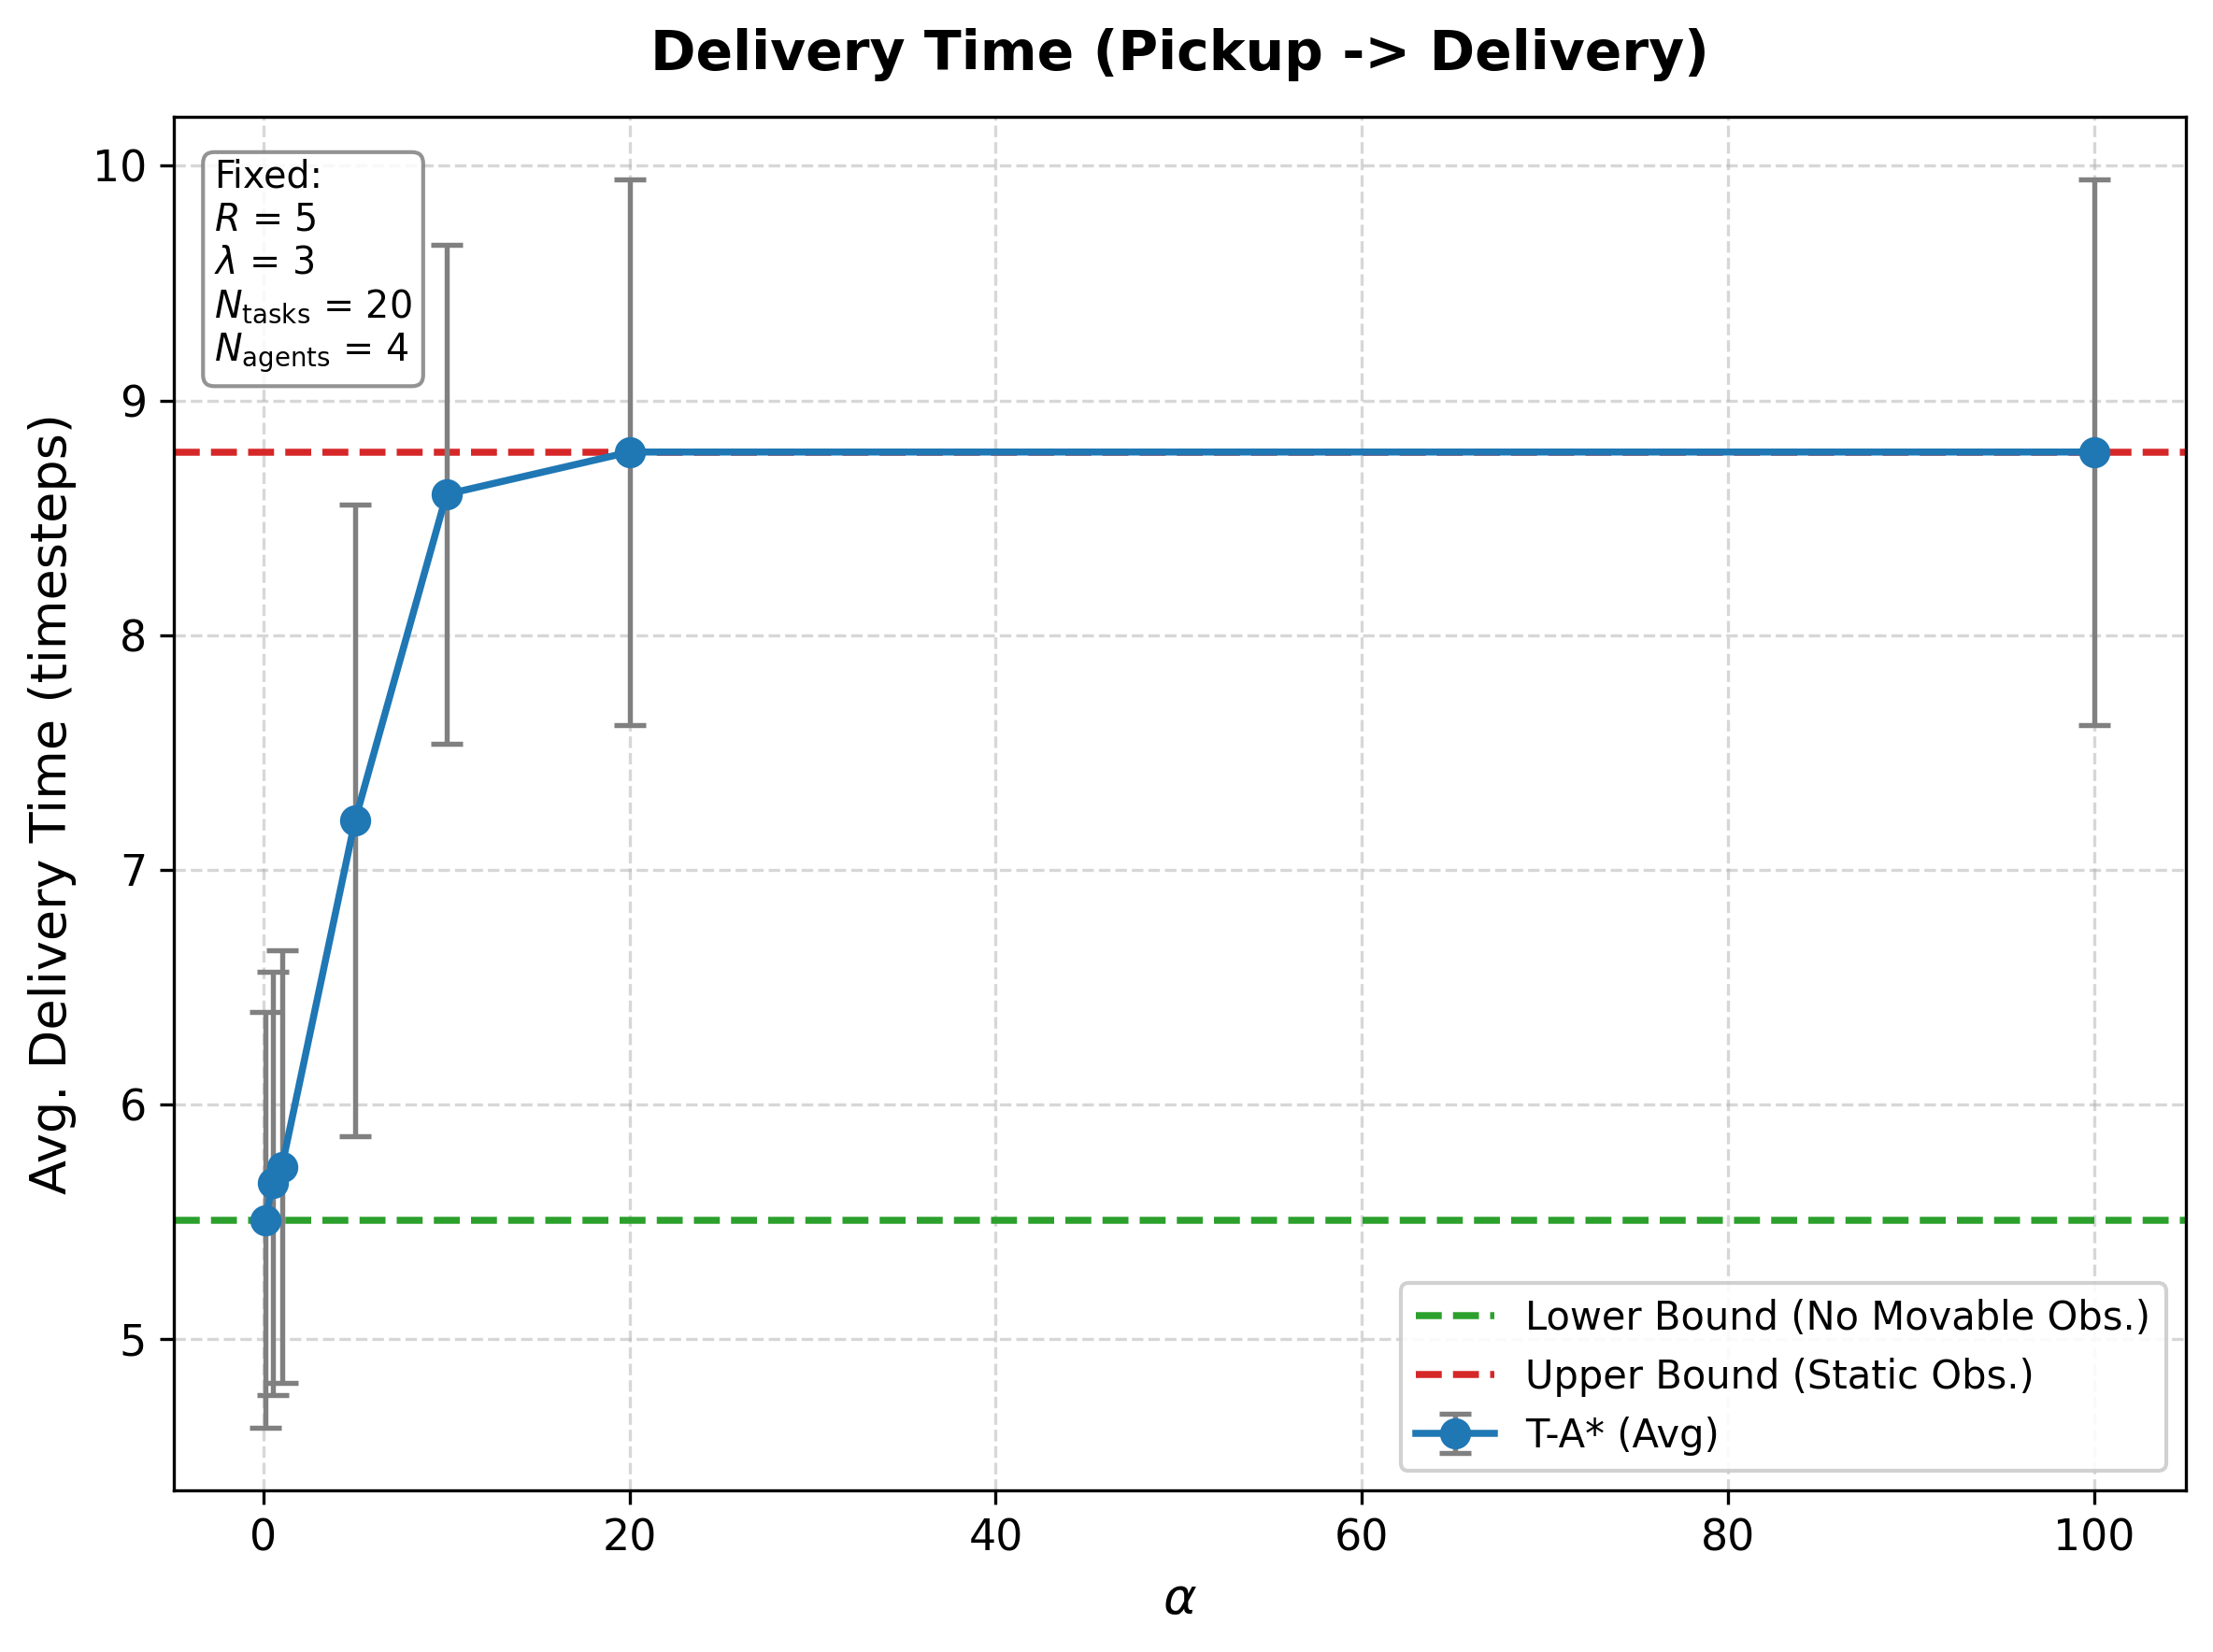 Delivery Time (Pickup -> Delivery)
Fixed:
R = 5
λ = 3
N_tasks = 20
N_agents = 4
Avg. Delivery Time (timesteps)
10
9
8
7
6
5
0 20 40 60 80 100
α
Lower Bound (No Movable Obs.)
Upper Bound (Static Obs.)
T-A* (Avg)